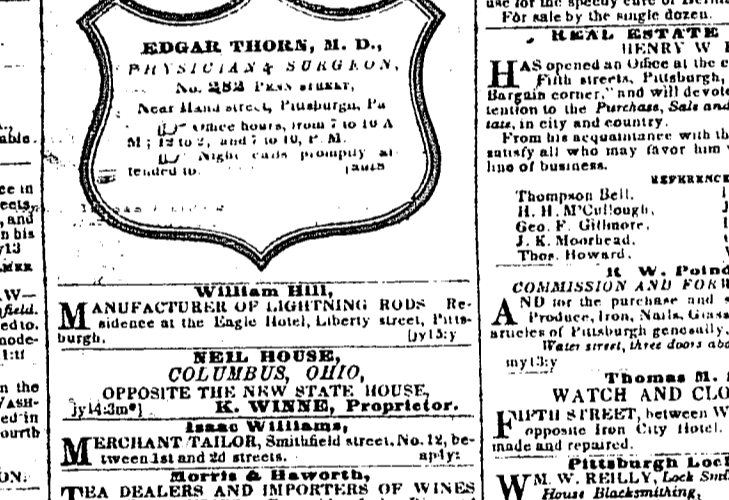 able.
ce in
eets,
, and
n his
y13
W—
field.
ed to.
mode-
1:tf
n the
ASH-
ed in
ourth
ON.
EDGAR THORN, M. D.,
PHYSICIAN & SURGEON,
No. 282 PENN STREET,
Near Hand street, Pittsburgh, Pa
Office hours, from 7 to 10 A
M; 12 to 2, and 7 to 10, P. M.
Night calls promptly at-
tended to.
William Hill,
MANUFACTURER OF LIGHTNING RODS Re-
sidence at the Eagle Hotel, Liberty street, Pitts-
burgh. [jy15:y
NEIL HOUSE,
COLUMBUS, OHIO,
OPPOSITE THE NEW STATE HOUSE,
jy14:3m*] K. WINNE, Proprietor.
Isaac Williams,
MERCHANT TAILOR, Smithfield street, No. 12, be-
tween 1st and 2d streets. ap4y:
Morris & Haworth,
TEA DEALERS AND IMPORTERS OF WINES
For sale by the single dozen.
REAL ESTATE
HENRY W
HAS opened an Office at the c
Fifth streets, Pittsburgh,
Bargain corner," and will devote
tention to the Purchase, Sale and
tate, in city and country.
From his acquaintance with th
satisfy all who may favor him
line of business.
REFERENCE
Thompson Bell.
H. H. M'Cullough,
Geo. F. Gillmore.
J. K. Moorhead.
Thos. Howard.
R W. Poind
COMMISSION AND FORW
AND for the purchase and s
Produce, Iron, Nails, Glass
articles of Pittsburgh generally,
Water street, three doors abo
my13:y
Thomas M.
WATCH AND CLO
FIFTH STREET, between W
opposite Iron City Hotel.
made and repaired.
Pittsburgh Lock
WM. W. REILLY, Lock Smi
House Blacksmithing,